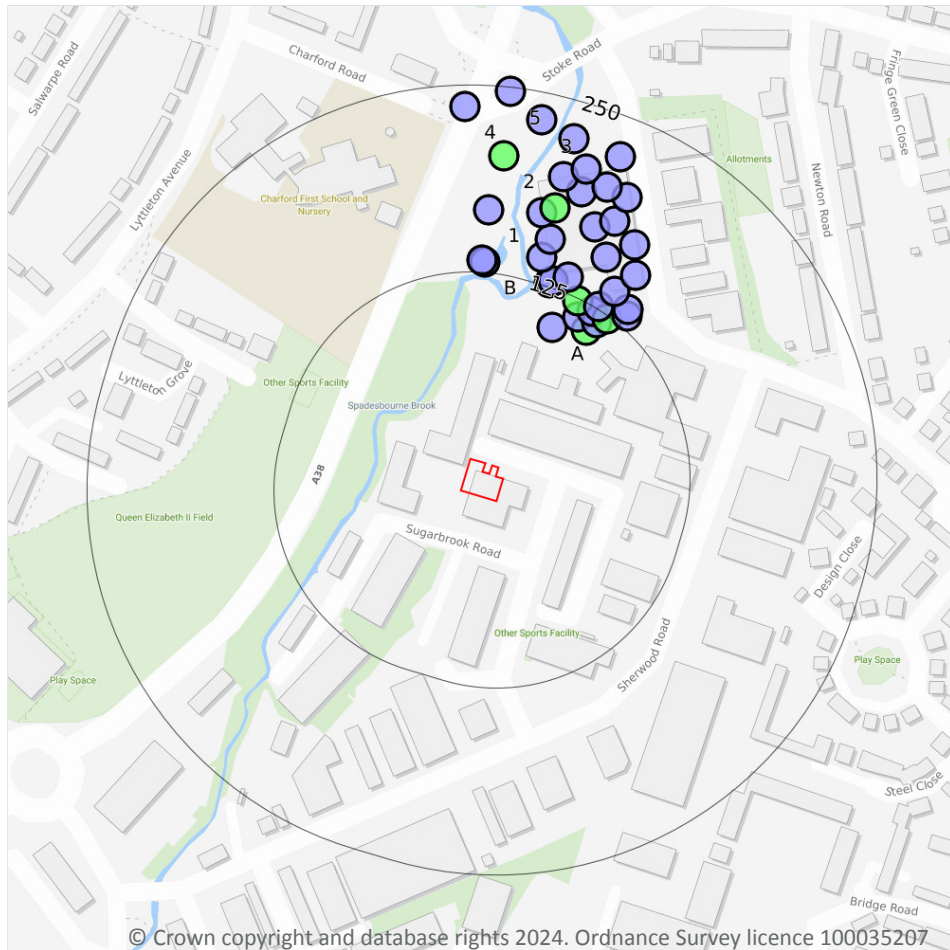 Charford Road
Stoke Road
Salwarpe Road
Fringe Green Close
250
5
4
3
Lyttleton Avenue
Allotments
Newton Road
2
Charford First School and
Nursery
1
B
125
A
Lyttleton Grove
Other Sports Facility
Spadesbourne Brook
A38
Queen Elizabeth Ii Field
Sugarbrook Road
Design Close
Other Sports Facility
Sherwood Road
Play Space
Play Space
Steel Close
Bridge Road
© Crown copyright and database rights 2024. Ordnance Survey licence 100035207